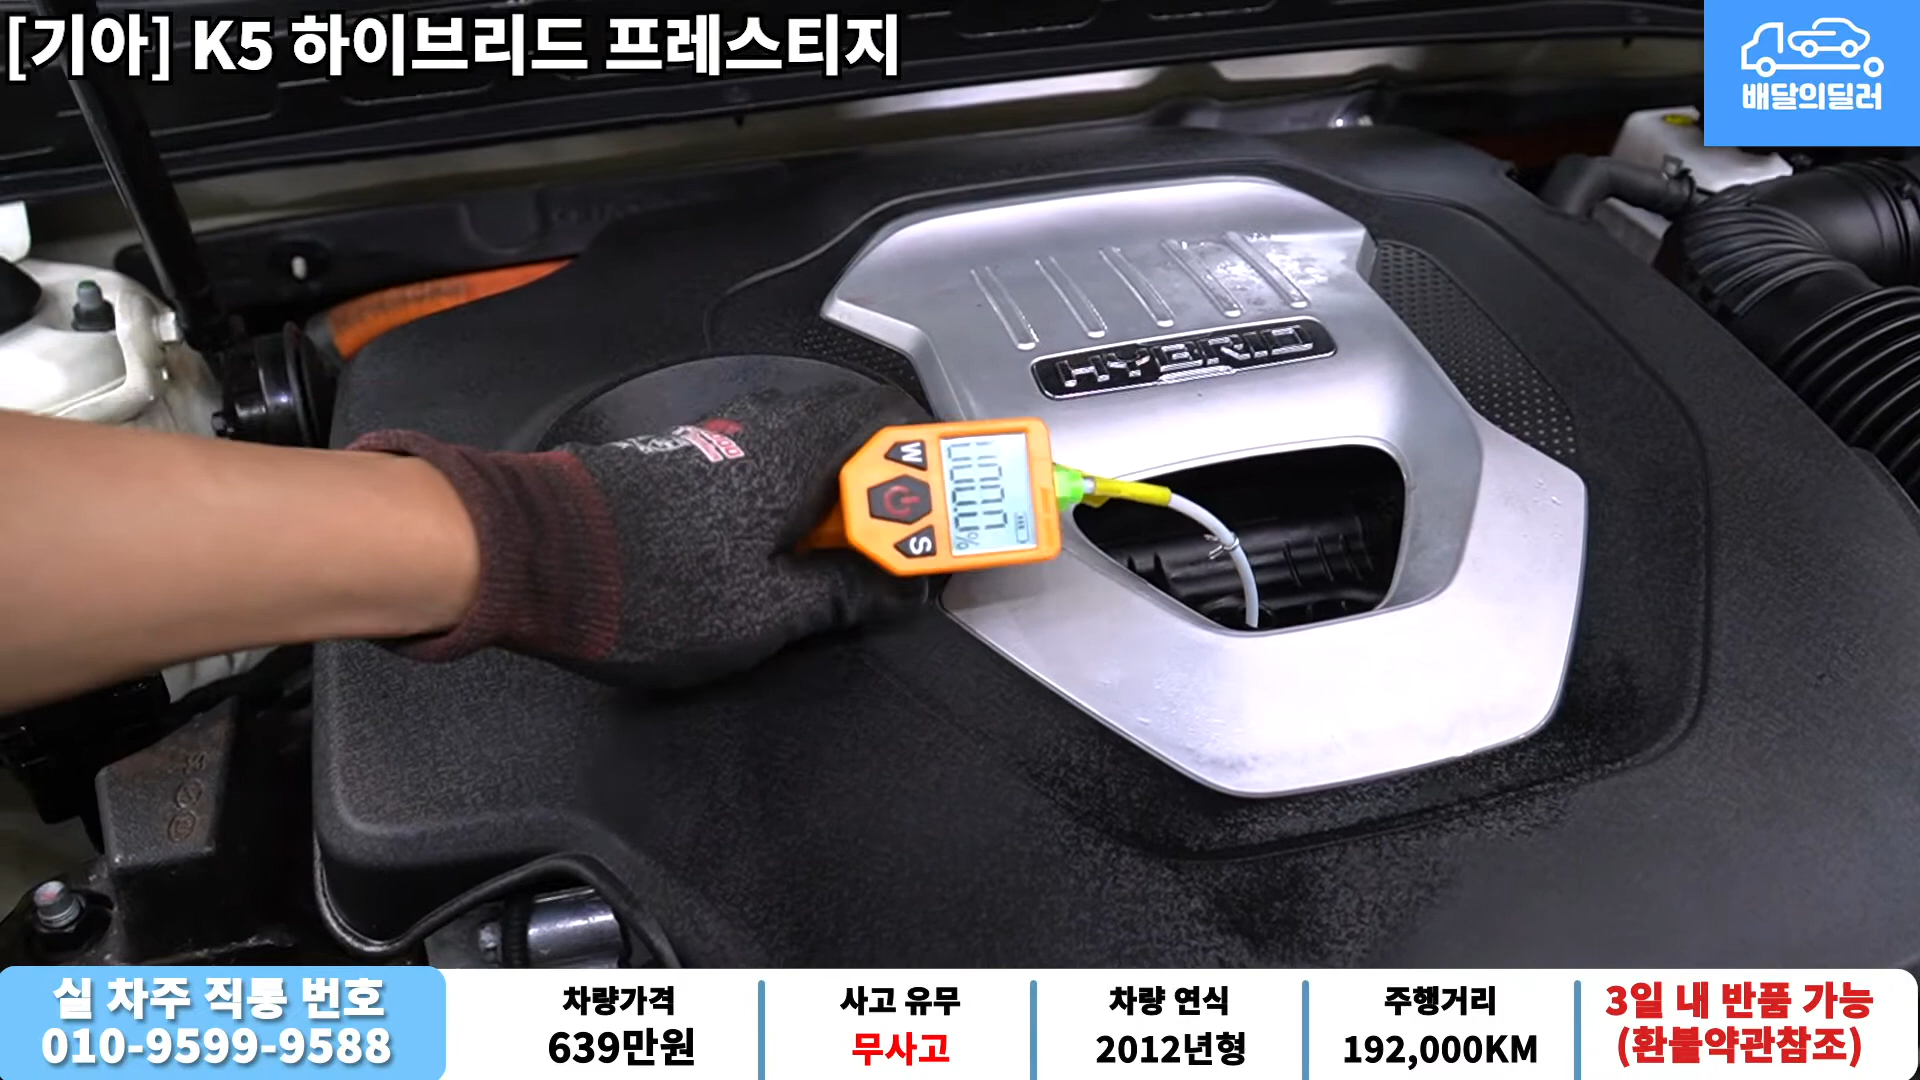 [기아] K5 하이브리드 프레스티지
배달의딜러
HYBRID
W
S
%
실 차주 직통 번호
010-9599-9588
차량가격
639만원
사고 유무
무사고
차량 연식
2012년형
주행거리
192,000KM
3일 내 반품 가능
(환불약관참조)